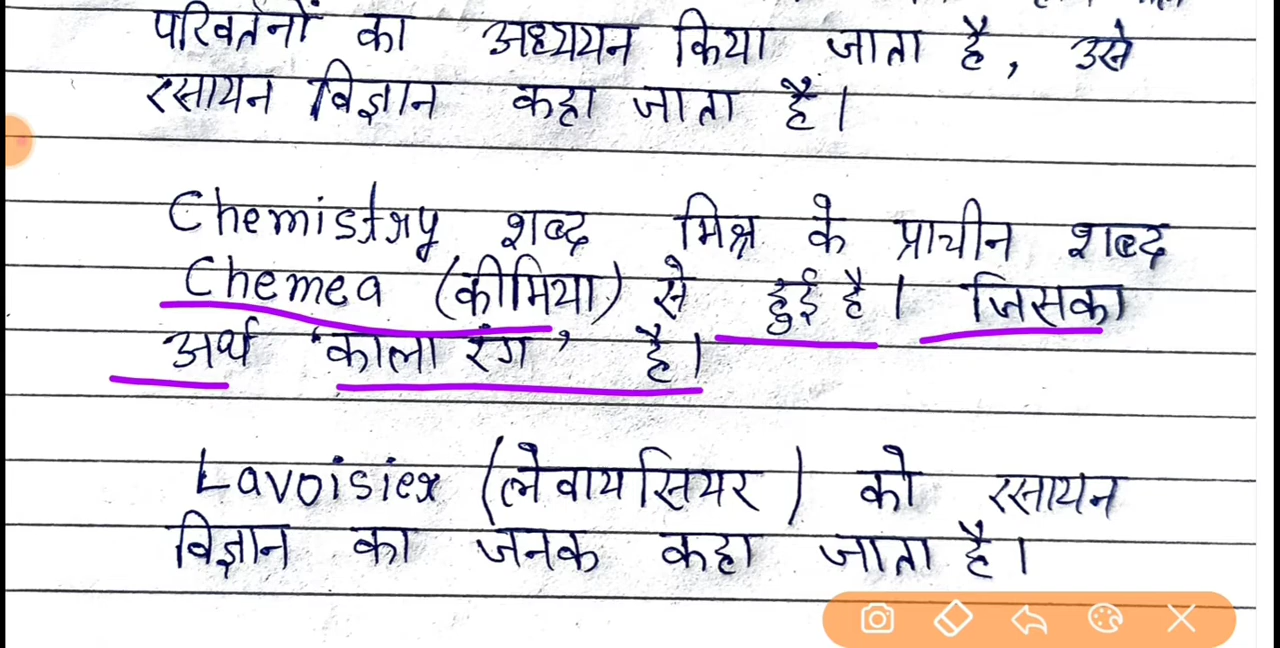 परिवर्तनों का अध्ययन किया जाता है, उसे
रसायन विज्ञान कहा जाता है।
Chemistry शब्द मिस्र के प्राचीन शब्द
Chemea (कीमिया) से हुई है। जिसका
अर्थ 'काला रंग' है।
Lavoisier (लेवायसियर) को रसायन
विज्ञान का जनक कहा जाता है।